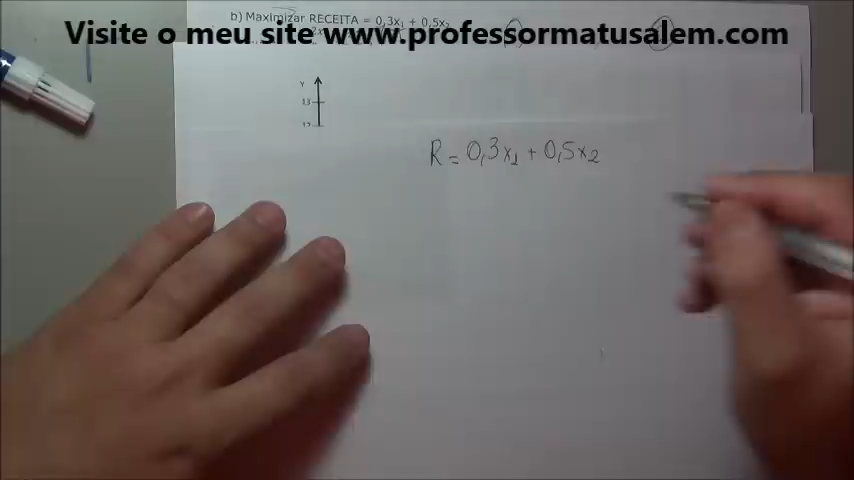 b) Maximizar RECEITA = 0,3x₁ + 0,5x₂
Visite o meu site www.professormatusalem.com
Y
R = 0,3x₁ + 0,5x₂